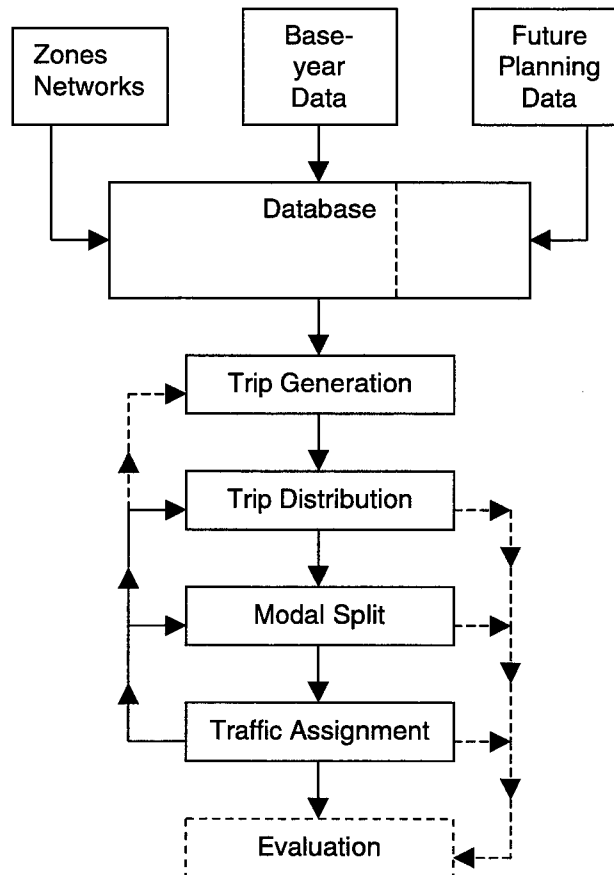 Zones
Networks
Base-
year
Data
Future
Planning
Data
Database
Trip Generation
Trip Distribution
Modal Split
Traffic Assignment
Evaluation